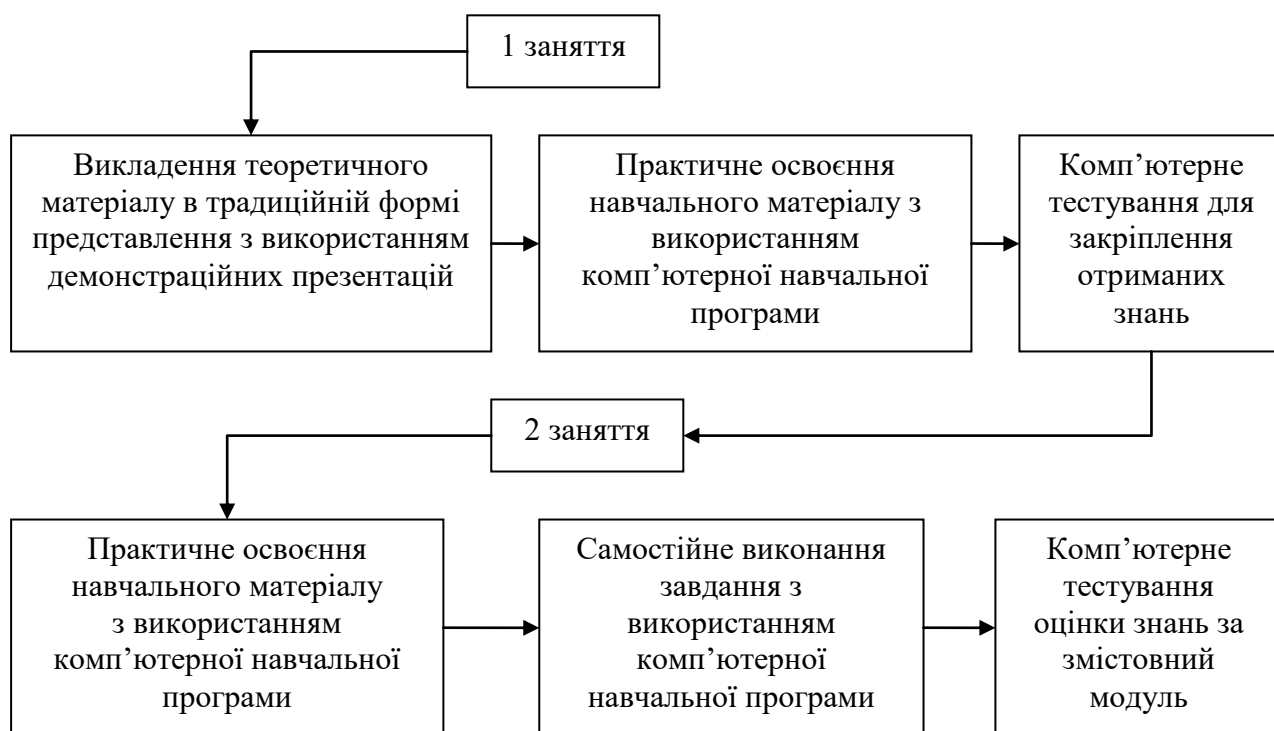 1 заняття
Викладення теоретичного
матеріалу в традиційній формі
представлення з використанням
демонстраційних презентацій
Практичне освоєння
навчального матеріалу з
використанням
комп’ютерної навчальної
програми
Комп’ютерне
тестування для
закріплення
отриманих
знань
2 заняття
Практичне освоєння
навчального матеріалу
з використанням
комп’ютерної навчальної
програми
Самостійне виконання
завдання з
використанням
комп’ютерної
навчальної програми
Комп’ютерне
тестування
оцінки знань за
змістовний
модуль